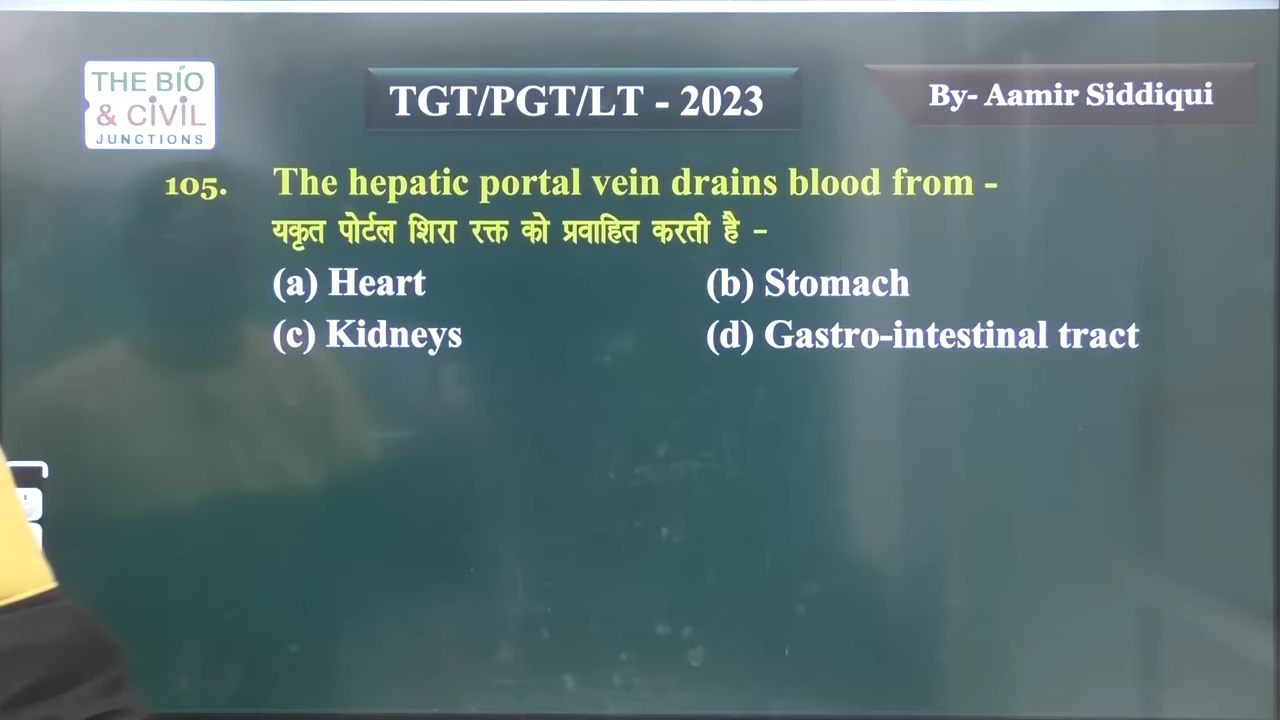 THE BIO
& CIVIL
JUNCTIONS
TGT/PGT/LT - 2023
By- Aamir Siddiqui
105. The hepatic portal vein drains blood from -
यकृत पोर्टल शिरा रक्त को प्रवाहित करती है -
(a) Heart (b) Stomach
(c) Kidneys (d) Gastro-intestinal tract